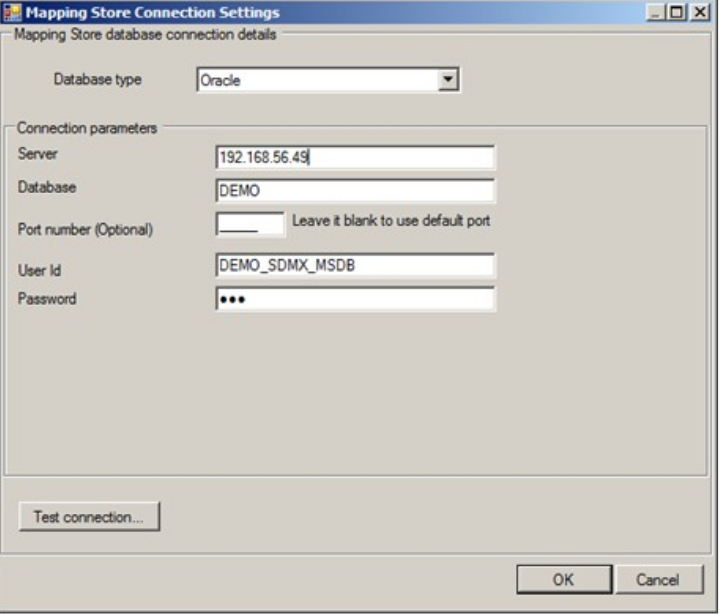 Mapping Store Connection Settings
Mapping Store database connection details
Database type
Oracle
Connection parameters
Server
192.168.56.49
Database
DEMO
Port number (Optional)
_____ Leave it blank to use default port
User Id
DEMO_SDMX_MSDB
Password
●●●
Test connection...
OK
Cancel